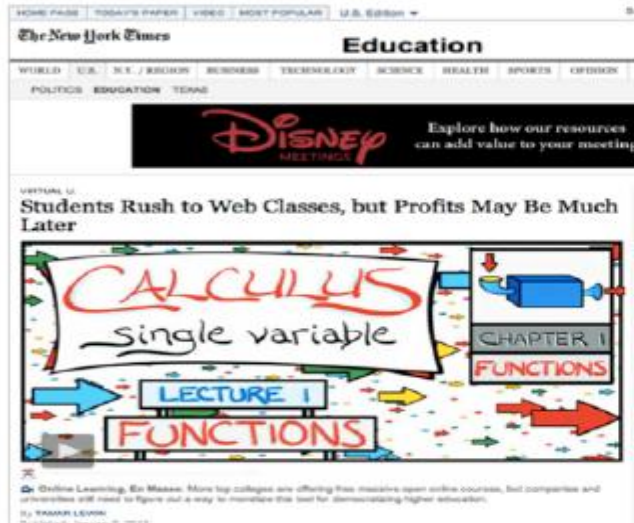 HOME PAGE TODAY'S PAPER VIDEO MOST POPULAR U.S. Edition
The New York Times
Education
WORLD U.S. N.Y. / REGION BUSINESS TECHNOLOGY SCIENCE HEALTH SPORTS OPINION
POLITICS EDUCATION TEXAS
DISNEY
MEETINGS
Explore how our resources
can add value to your meeting
VIRTUAL U.
Students Rush to Web Classes, but Profits May Be Much
Later
CALCULUS
single variable
CHAPTER 1
FUNCTIONS
LECTURE 1
FUNCTIONS
Online Learning, En Masse: More top colleges are offering free massive open online courses, but companies and
universities still need to figure out a way to monetize this tool for democratizing higher education.
By TAMAR LEWIN